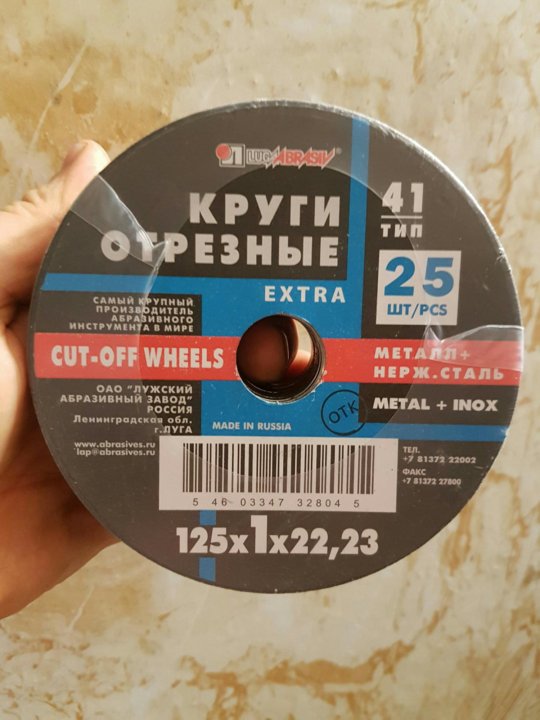 LUGAABRASIV®
КРУГИ
ОТРЕЗНЫЕ
EXTRA
41
ТИП
25
ШТ/PCS
САМЫЙ КРУПНЫЙ
ПРОИЗВОДИТЕЛЬ
АБРАЗИВНОГО
ИНСТРУМЕНТА В МИРЕ
CUT-OFF WHEELS
МЕТАЛЛ+
НЕРЖ.СТАЛЬ
ОАО "ЛУЖСКИЙ
АБРАЗИВНЫЙ ЗАВОД"
РОССИЯ
Ленинградская обл.
г.ЛУГА
www.abrasives.ru
lap@abrasives.ru
MADE IN RUSSIA
ОТК
METAL + INOX
ТЕЛ.
+7 81372 22002
ФАКС
+7 81372 27800
5 46 03347 32804 5
125x1x22,23